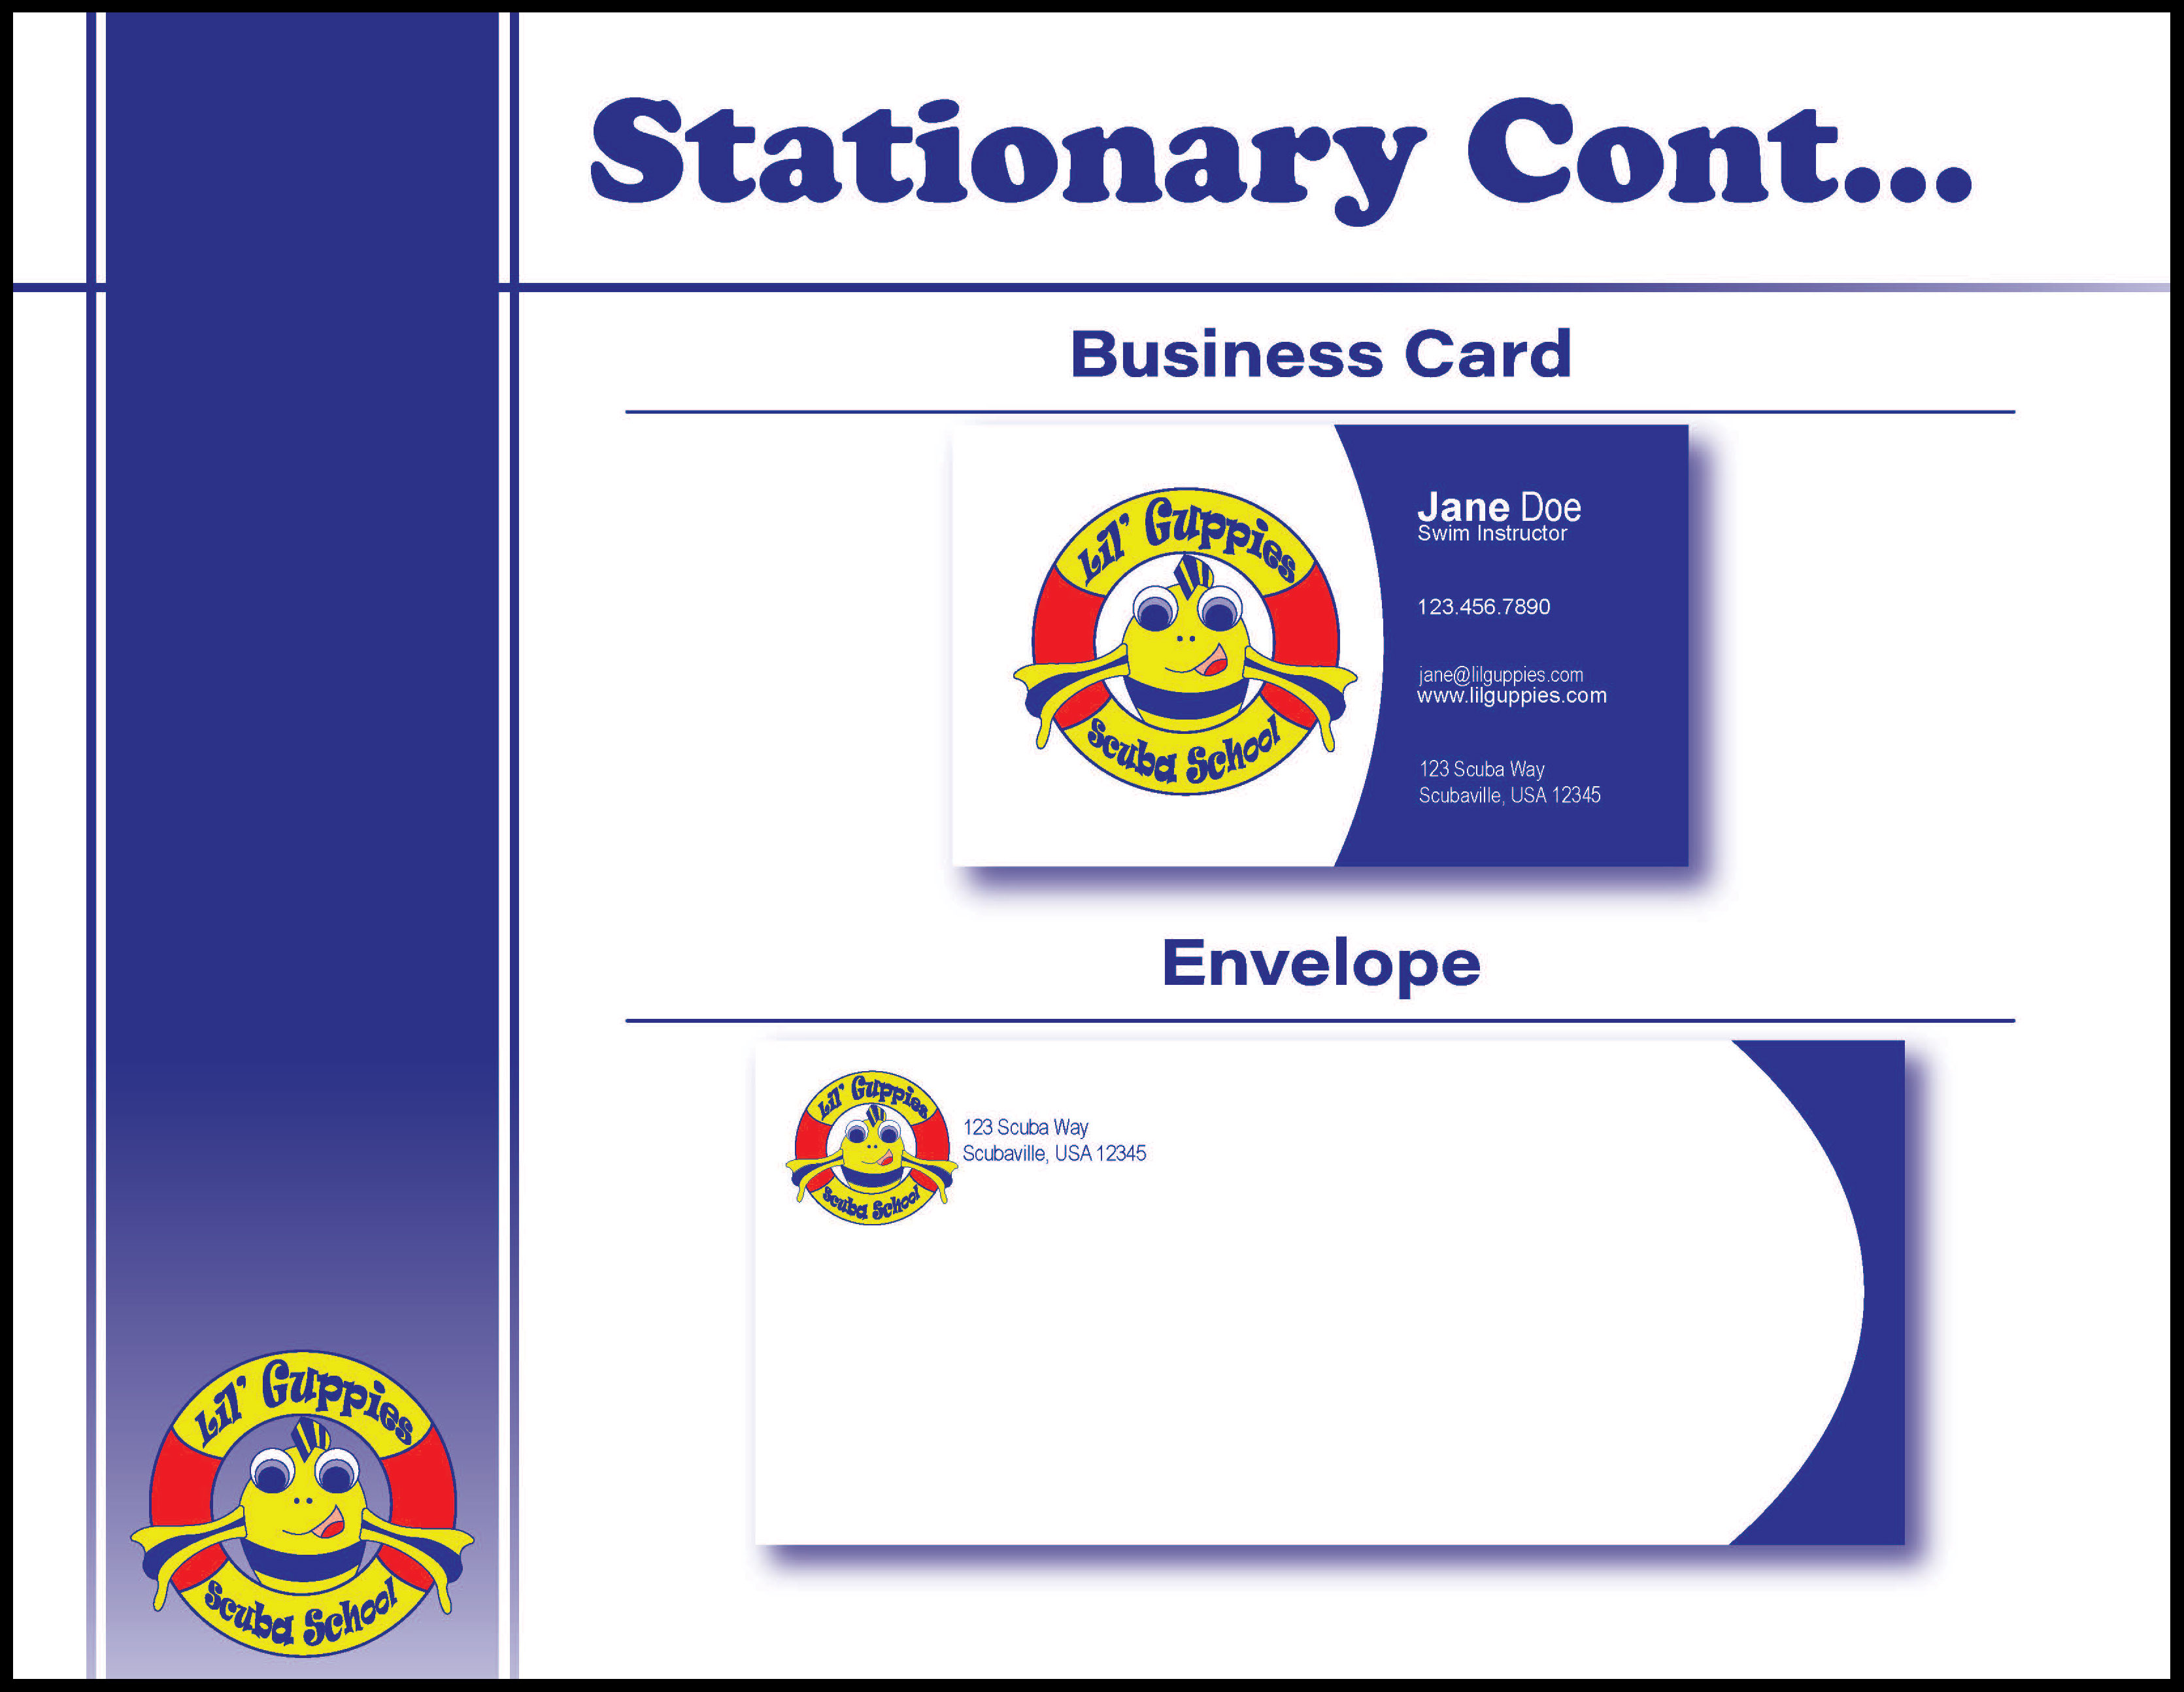 Stationary Cont...
Business Card
Lil' Guppies
Scuba School
Jane Doe
Swim Instructor
123.456.7890
jane@lilguppies.com
www.lilguppies.com
123 Scuba Way
Scubaville, USA 12345
Envelope
Lil' Guppies
Scuba School
123 Scuba Way
Scubaville, USA 12345
Lil' Guppies
Scuba School